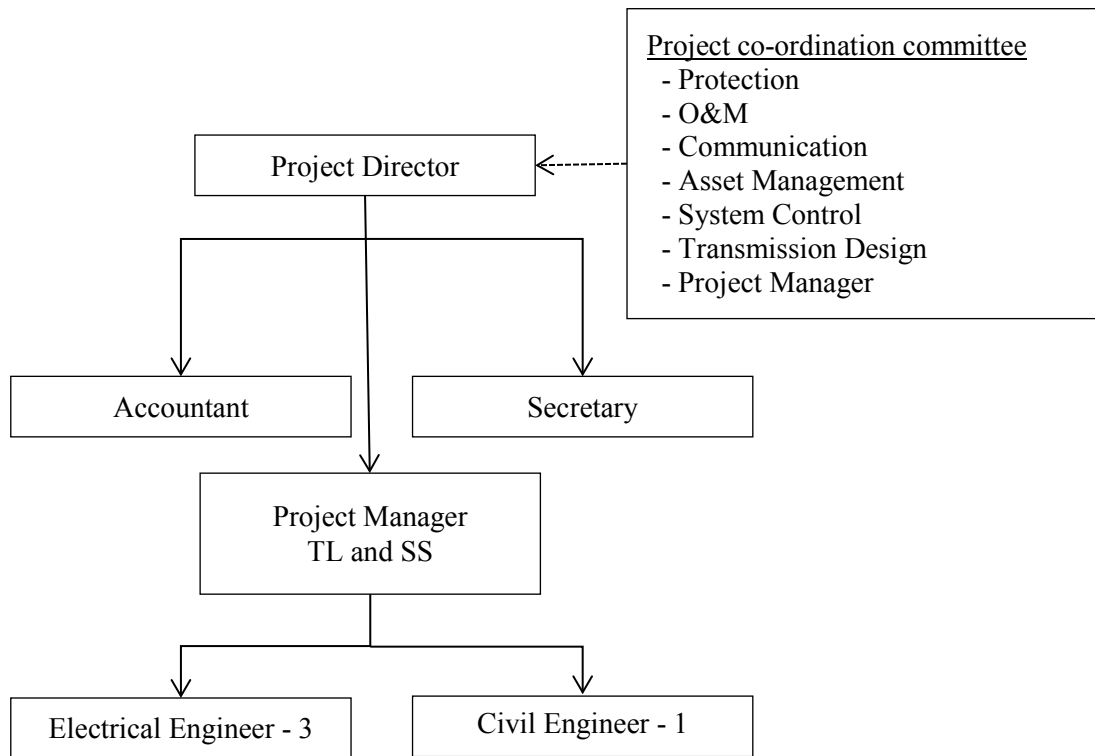 Project co-ordination committee
- Protection
- O&M
- Communication
- Asset Management
- System Control
- Transmission Design
- Project Manager
Project Director
Accountant
Secretary
Project Manager
TL and SS
Electrical Engineer - 3
Civil Engineer - 1